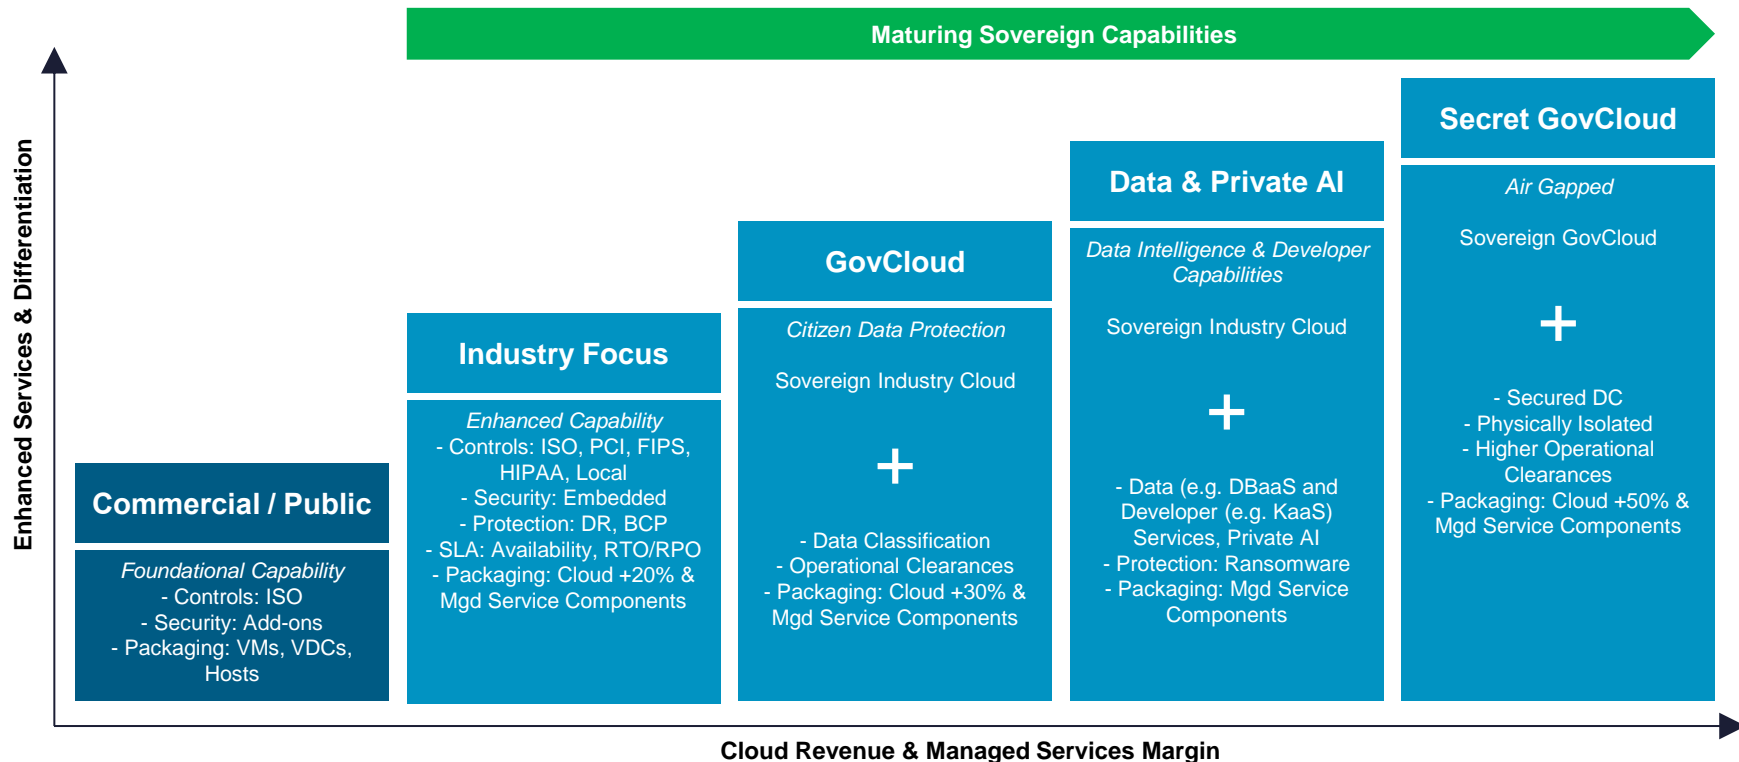 Maturing Sovereign Capabilities
Enhanced Services & Differentiation
Commercial / Public
Foundational Capability
- Controls: ISO
- Security: Add-ons
- Packaging: VMs, VDCs,
Hosts
Industry Focus
Enhanced Capability
- Controls: ISO, PCI, FIPS,
HIPAA, Local
- Security: Embedded
- Protection: DR, BCP
- SLA: Availability, RTO/RPO
- Packaging: Cloud +20% &
Mgd Service Components
GovCloud
Citizen Data Protection
Sovereign Industry Cloud
+
- Data Classification
- Operational Clearances
- Packaging: Cloud +30% &
Mgd Service Components
Data & Private AI
Data Intelligence & Developer
Capabilities
Sovereign Industry Cloud
+
- Data (e.g. DBaaS and
Developer (e.g. KaaS)
Services, Private AI
- Protection: Ransomware
- Packaging: Mgd Service
Components
Secret GovCloud
Air Gapped
Sovereign GovCloud
+
- Secured DC
- Physically Isolated
- Higher Operational
Clearances
- Packaging: Cloud +50% &
Mgd Service Components
Cloud Revenue & Managed Services Margin